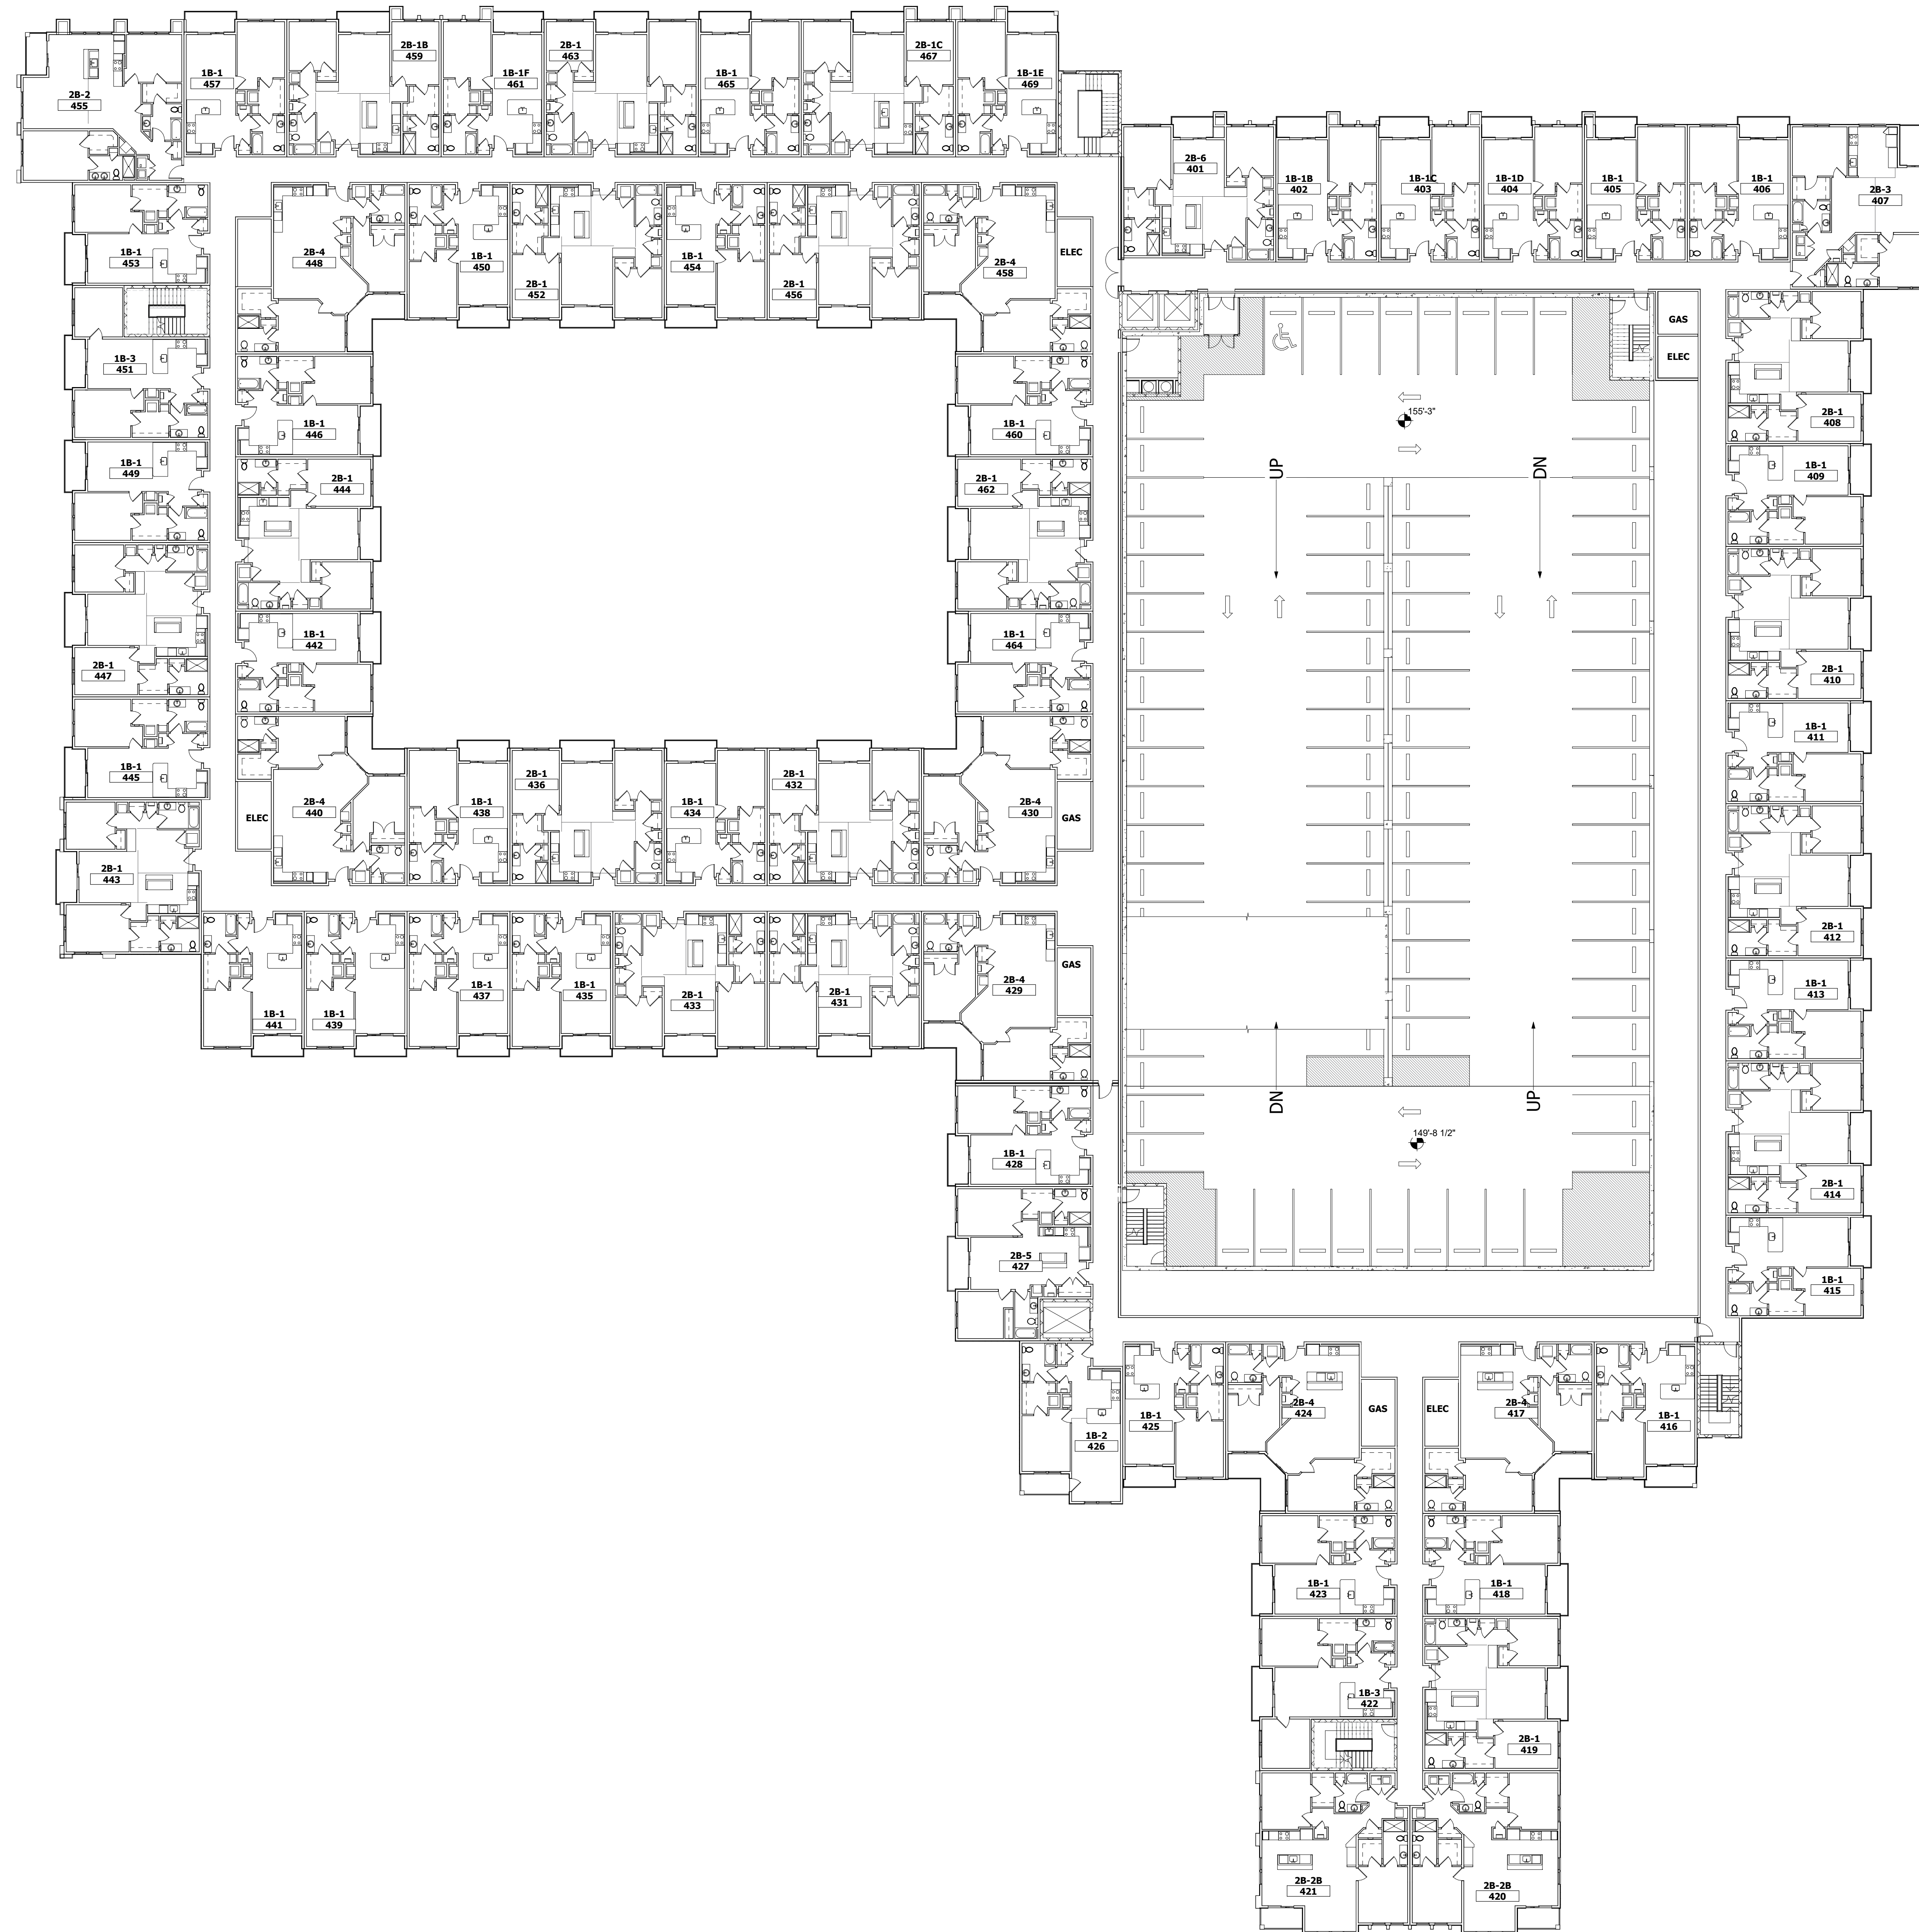 2B-2
455
1B-1
457
2B-1B
459
1B-1F
461
2B-1
463
1B-1
465
2B-1C
467
1B-1E
469
2B-6
401
1B-1B
402
1B-1C
403
1B-1D
404
1B-1
405
1B-1
406
2B-3
407
1B-1
453
2B-4
448
1B-1
450
2B-1
452
1B-1
454
2B-1
456
2B-4
458
ELEC
GAS
ELEC
1B-3
451
1B-1
446
1B-1
460
155'-3"
2B-1
408
1B-1
449
2B-1
444
2B-1
462
UP
DN
1B-1
409
2B-1
447
1B-1
442
1B-1
464
2B-1
410
1B-1
411
1B-1
445
ELEC
2B-4
440
1B-1
438
2B-1
436
1B-1
434
2B-1
432
2B-4
430
GAS
2B-1
443
2B-1
412
1B-1
441
1B-1
439
1B-1
437
1B-1
435
2B-1
433
2B-1
431
2B-4
429
GAS
1B-1
413
DN
UP
149'-8 1/2"
1B-1
428
2B-1
414
2B-5
427
1B-1
415
1B-2
426
1B-1
425
2B-4
424
GAS
ELEC
2B-4
417
1B-1
416
1B-1
423
1B-1
418
1B-3
422
2B-1
419
2B-2B
421
2B-2B
420